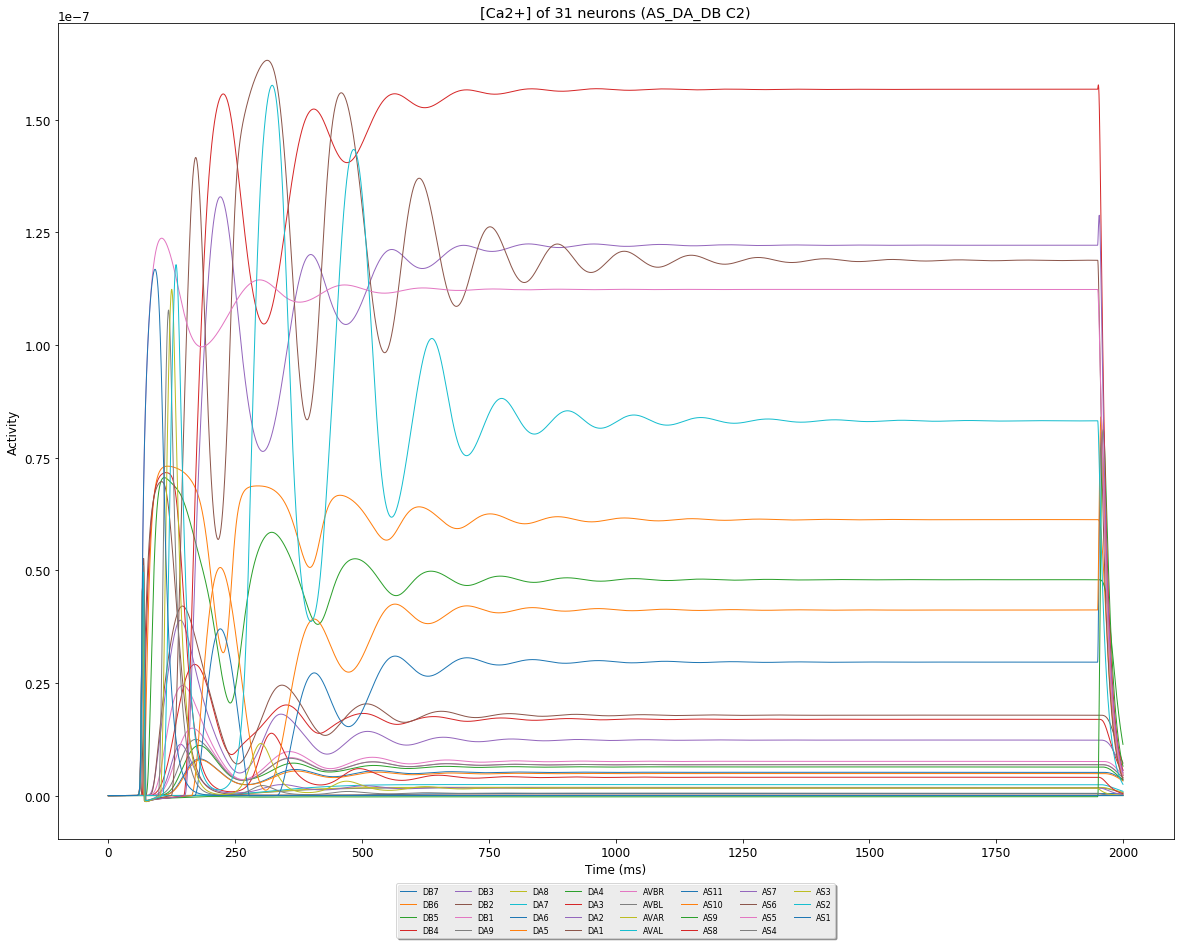 [Ca2+] of 31 neurons (AS_DA_DB C2)
1e−7
1.50
1.25
1.00
0.75
0.50
0.25
0.00
Activity
0 250 500 750 1000 1250 1500 1750 2000
Time (ms)
DB7 DB3 DA8 DA4 AVBR AS11 AS7 AS3
DB6 DB2 DA7 DA3 AVBL AS10 AS6 AS2
DB5 DB1 DA6 DA2 AVAR AS9 AS5 AS1
DB4 DA9 DA5 DA1 AVAL AS8 AS4